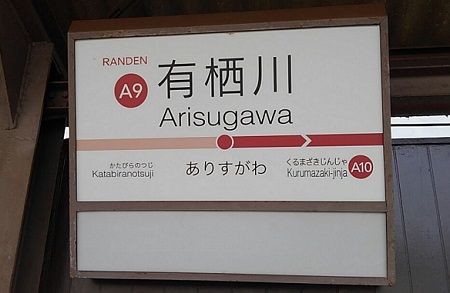 RANDEN
A9
有栖川
Arisugawa
かたびらのつじ
Katabiranotsuji
ありすがわ
くるまざきじんじゃ
Kurumazaki-jinja
A10